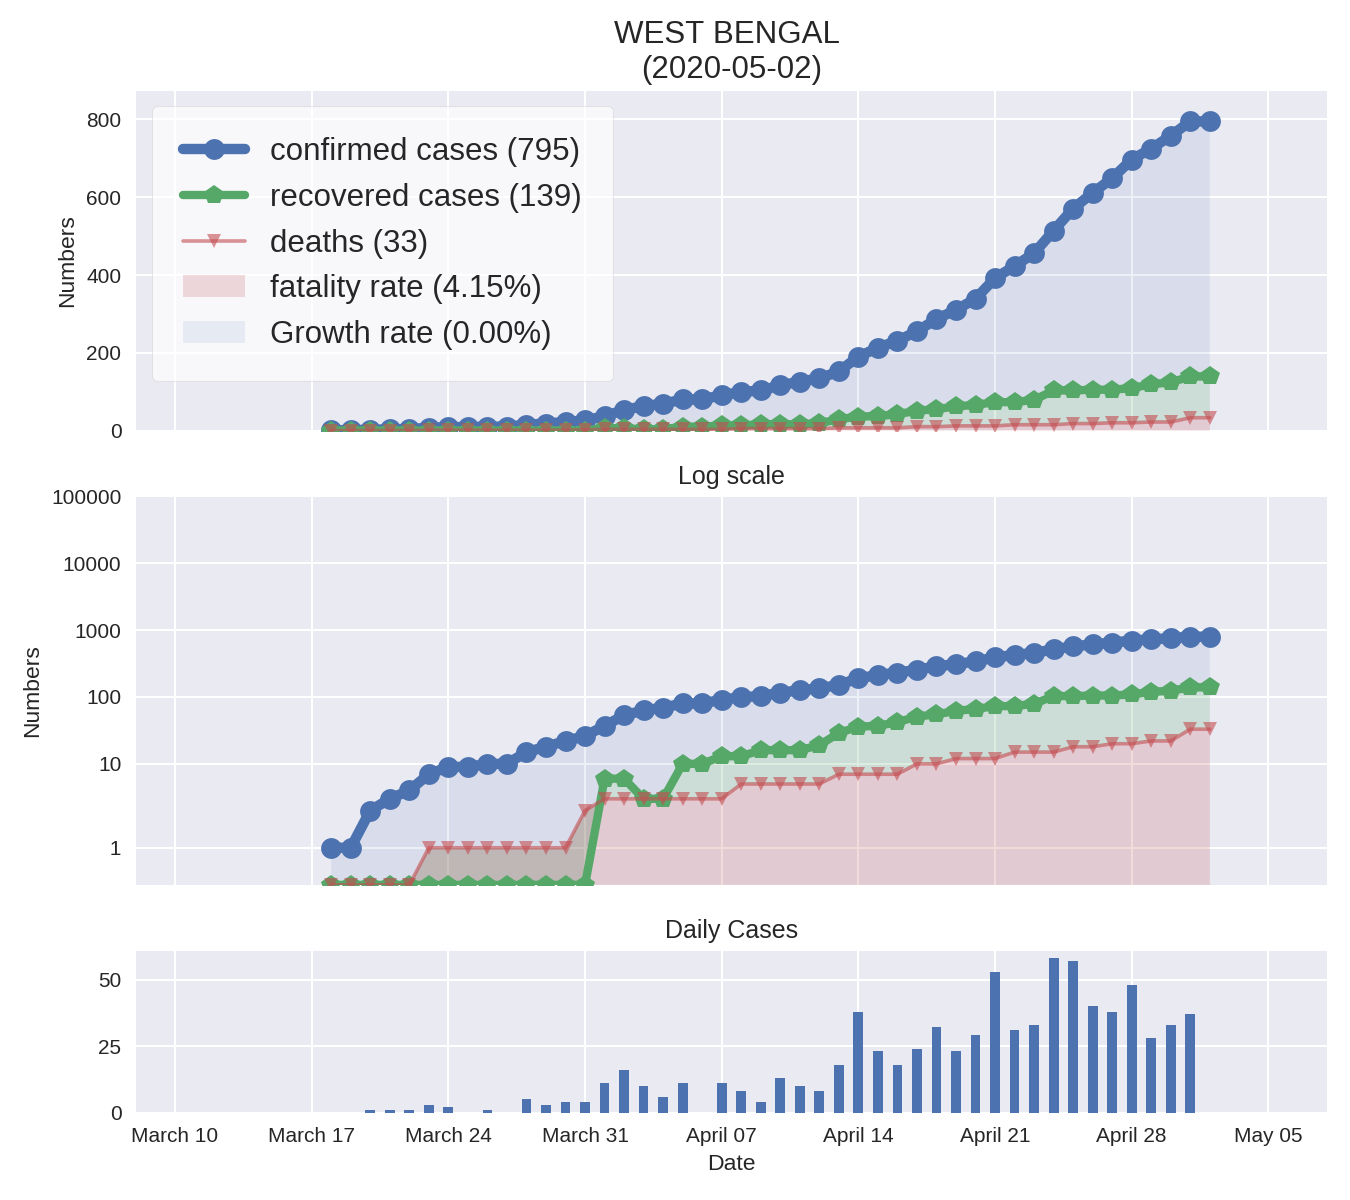 WEST BENGAL
(2020-05-02)
800
600
400
200
0
Numbers
confirmed cases (795)
recovered cases (139)
deaths (33)
fatality rate (4.15%)
Growth rate (0.00%)
Log scale
100000
10000
1000
100
10
1
Numbers
Daily Cases
50
25
0
March 10 March 17 March 24 March 31 April 07 April 14 April 21 April 28 May 05
Date